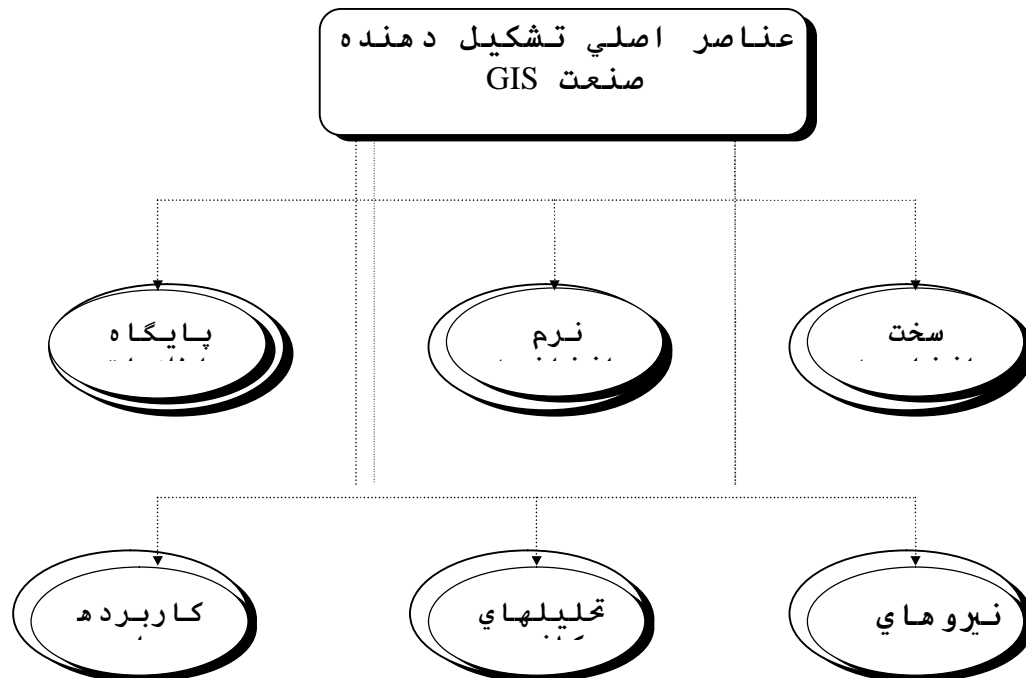 عناصر اصلي تشكيل دهنده
صنعت GIS
سخت
نرم
پايگاه
نيروهاي
تحليلهاي
كاربرده